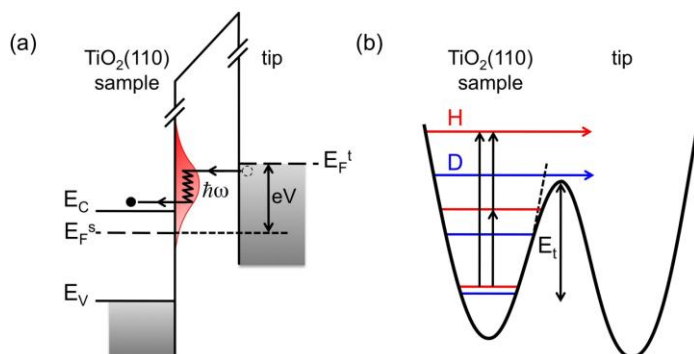 (a)
TiO₂(110)
sample
tip
E_F^t
ħω
eV
E_C
E_F^s
E_V
(b)
TiO₂(110)
sample
tip
H
D
E_t